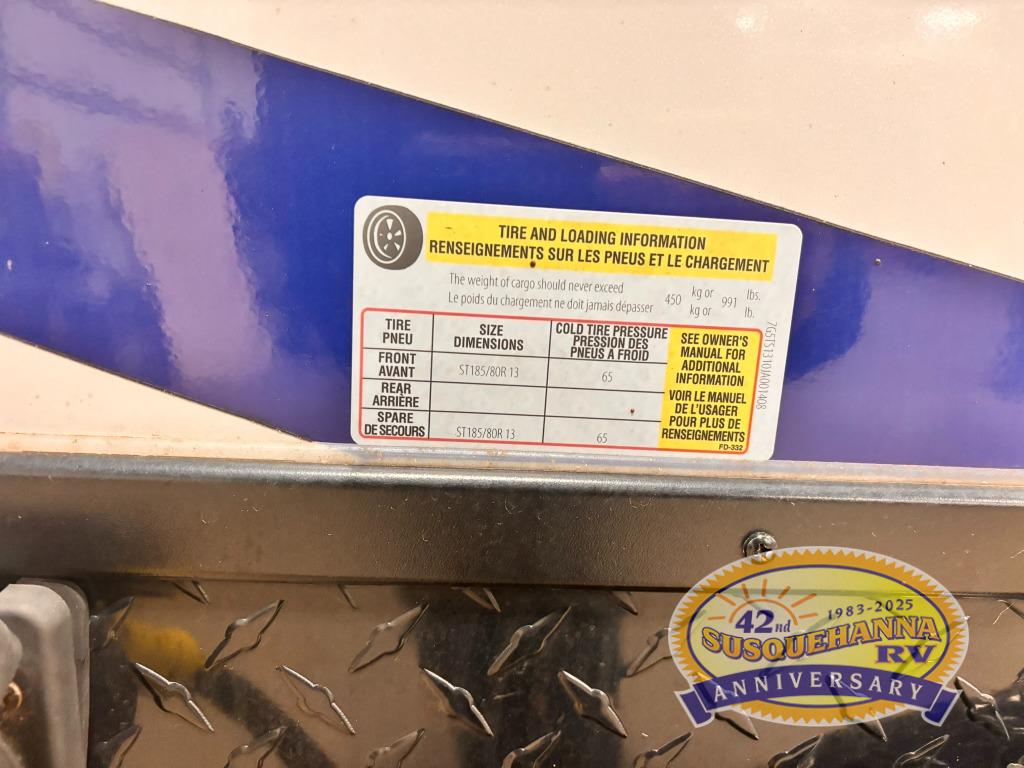 TIRE AND LOADING INFORMATION
RENSEIGNEMENTS SUR LES PNEUS ET LE CHARGEMENT
The weight of cargo should never exceed 450 kg or 991 lbs.
Le poids du chargement ne doit jamais dépasser kg or lb.
TIRE PNEU SIZE DIMENSIONS COLD TIRE PRESSURE PRESSION DES PNEUS A FROID
FRONT AVANT ST185/80R 13 65
REAR ARRIÈRE
SPARE DE SECOURS ST185/80R 13 65
SEE OWNER'S
MANUAL FOR
ADDITIONAL
INFORMATION
VOIR LE MANUEL
DE L'USAGER
POUR PLUS DE
RENSEIGNEMENTS
FD-332
7G5TS1310JA001408
42nd 1983-2025
SUSQUEHANNA
RV
ANNIVERSARY